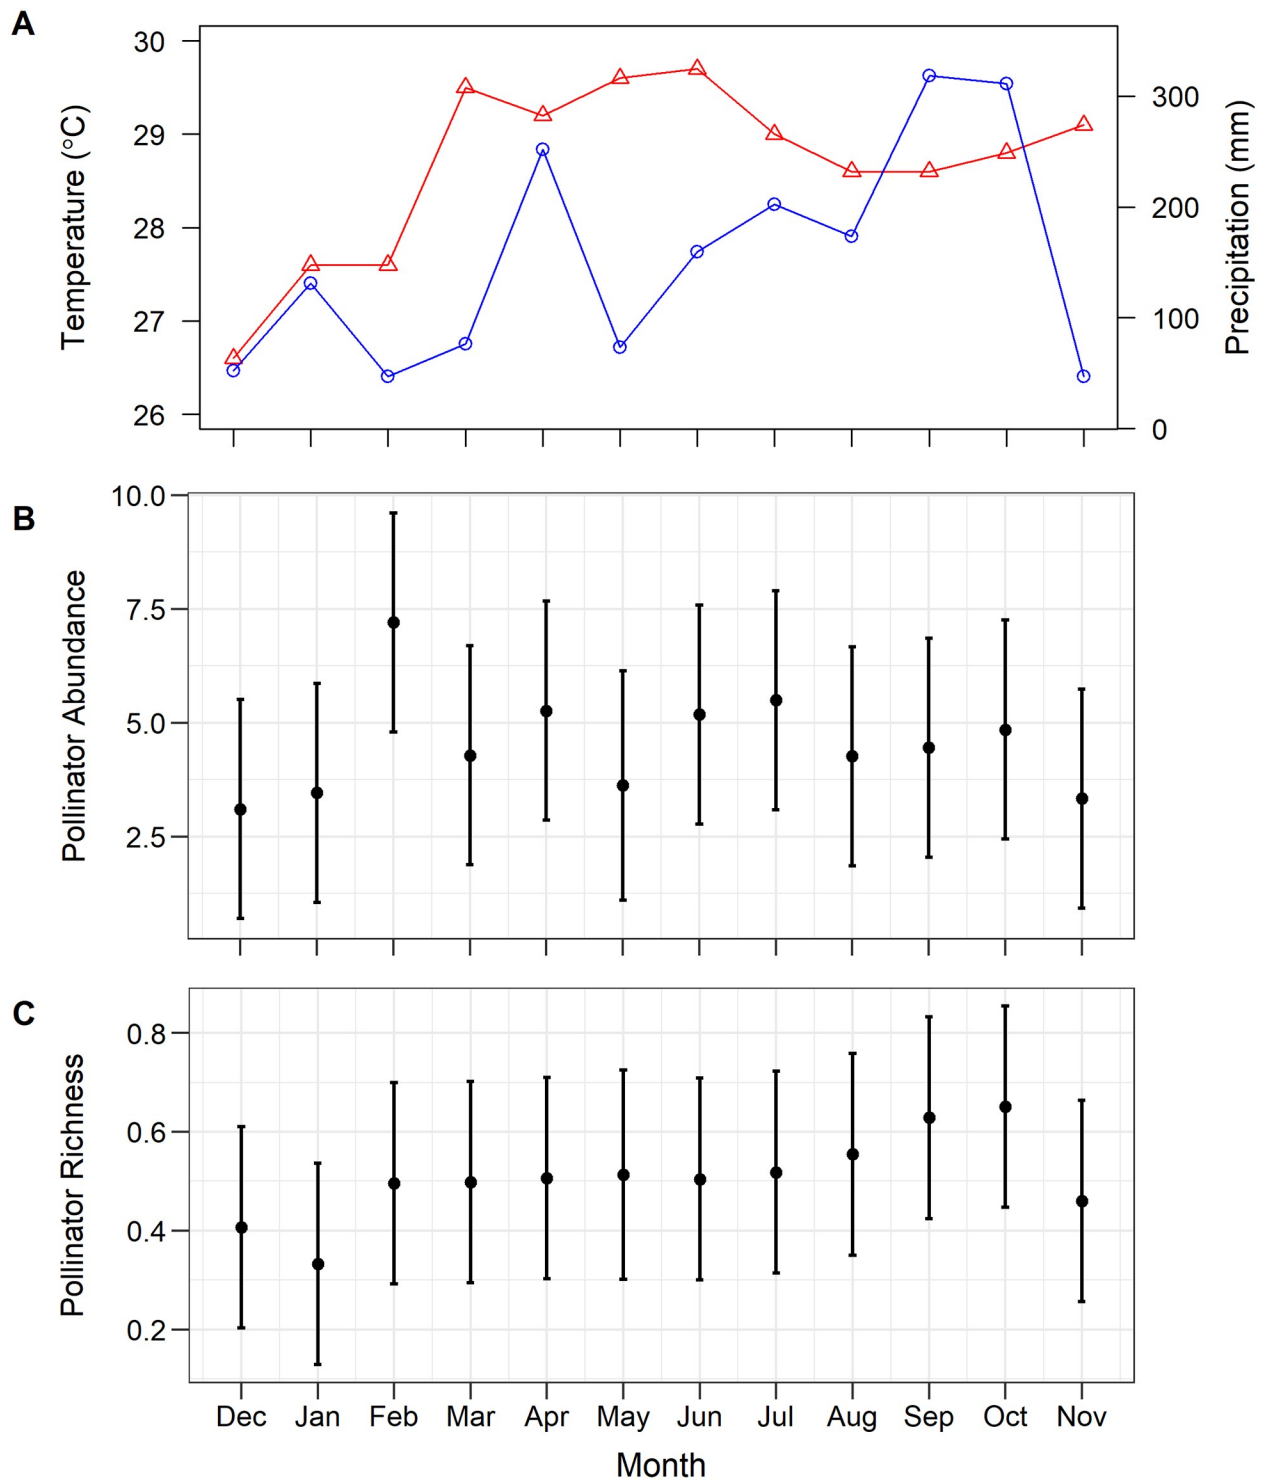 A
Temperature (°C)
30
29
28
27
26
Precipitation (mm)
300
200
100
0
B
Pollinator Abundance
10.0
7.5
5.0
2.5
C
Pollinator Richness
0.8
0.6
0.4
0.2
Dec Jan Feb Mar Apr May Jun Jul Aug Sep Oct Nov
Month